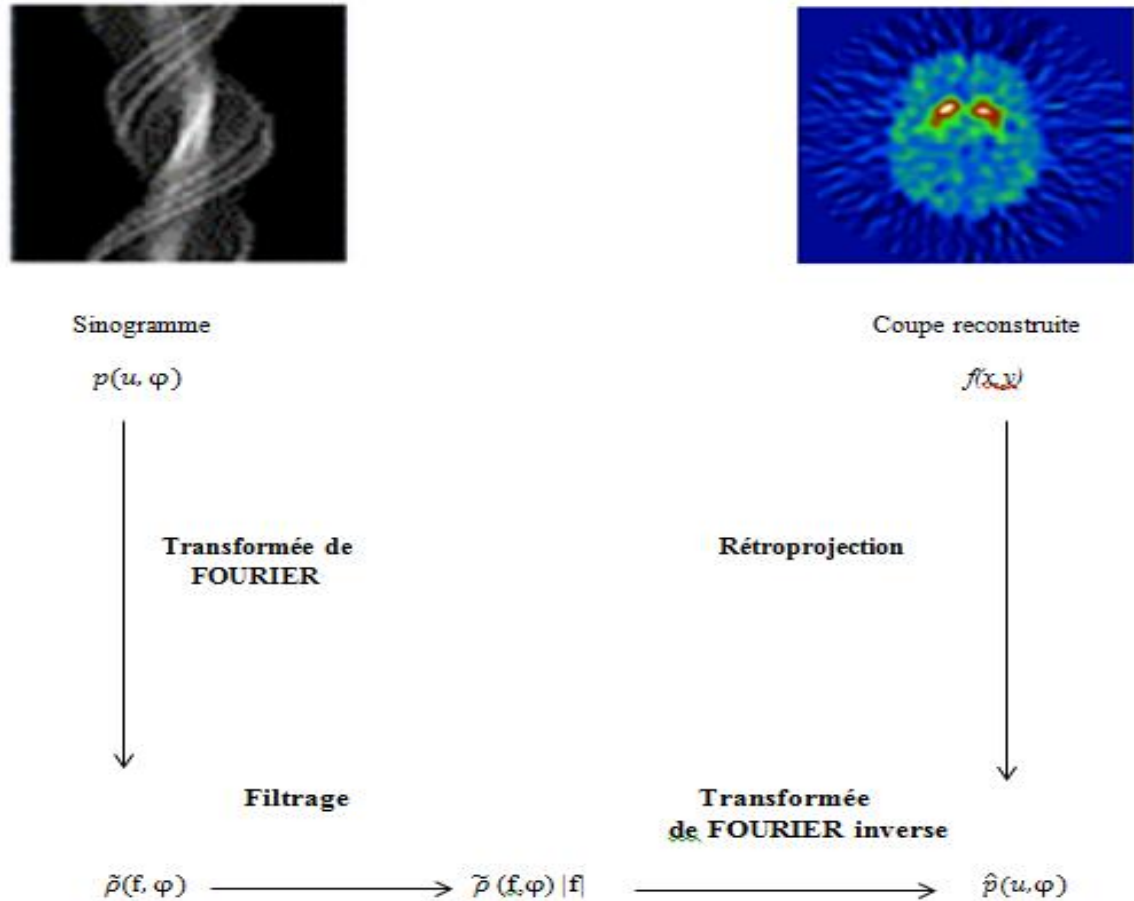 Sinogramme
Coupe reconstruite
p(u, φ)
f(x,y)
Transformée de
FOURIER
Rétroprojection
Filtrage
Transformée
de FOURIER inverse
p̃(f, φ)
p̃ (f,φ) |f|
p̂(u,φ)